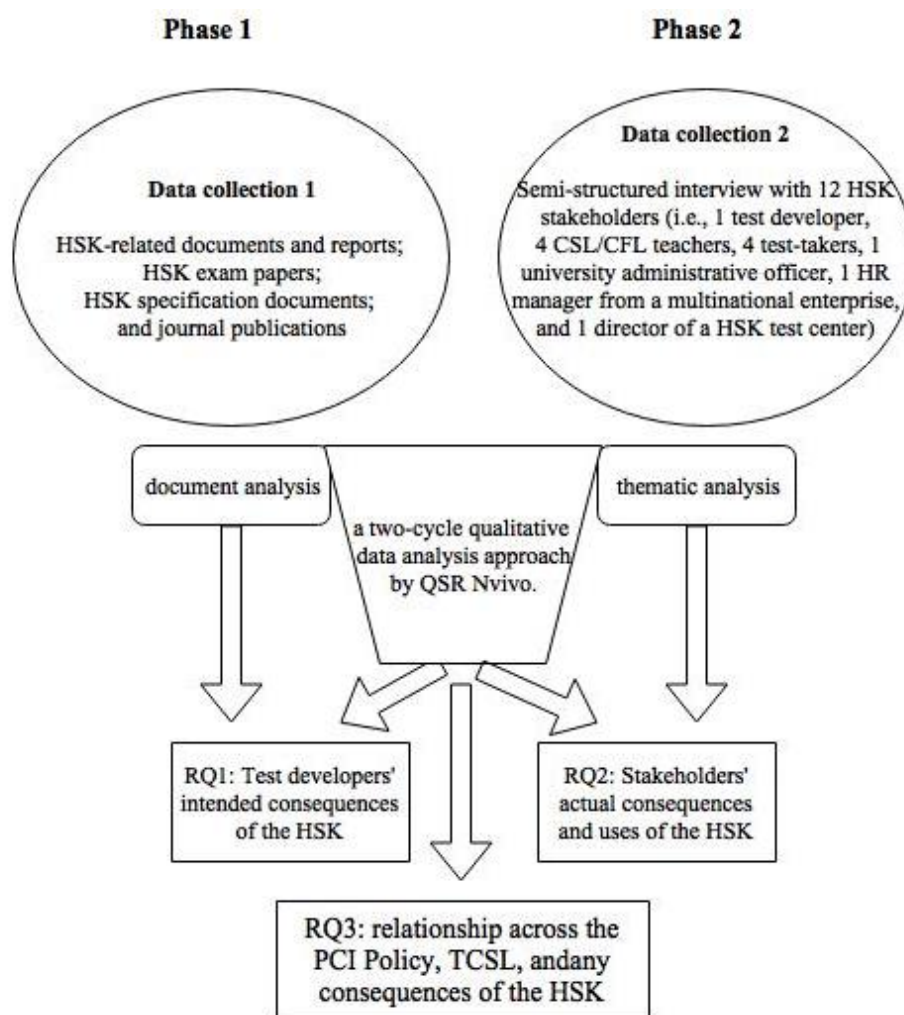 Phase 1
Phase 2
Data collection 1
HSK-related documents and reports;
HSK exam papers;
HSK specification documents;
and journal publications
Data collection 2
Semi-structured interview with 12 HSK
stakeholders (i.e., 1 test developer,
4 CSL/CFL teachers, 4 test-takers, 1
university administrative officer, 1 HR
manager from a multinational enterprise,
and 1 director of a HSK test center)
document analysis
a two-cycle qualitative
data analysis approach
by QSR Nvivo.
thematic analysis
RQ1: Test developers'
intended consequences
of the HSK
RQ2: Stakeholders'
actual consequences
and uses of the HSK
RQ3: relationship across the
PCI Policy, TCSL, andany
consequences of the HSK